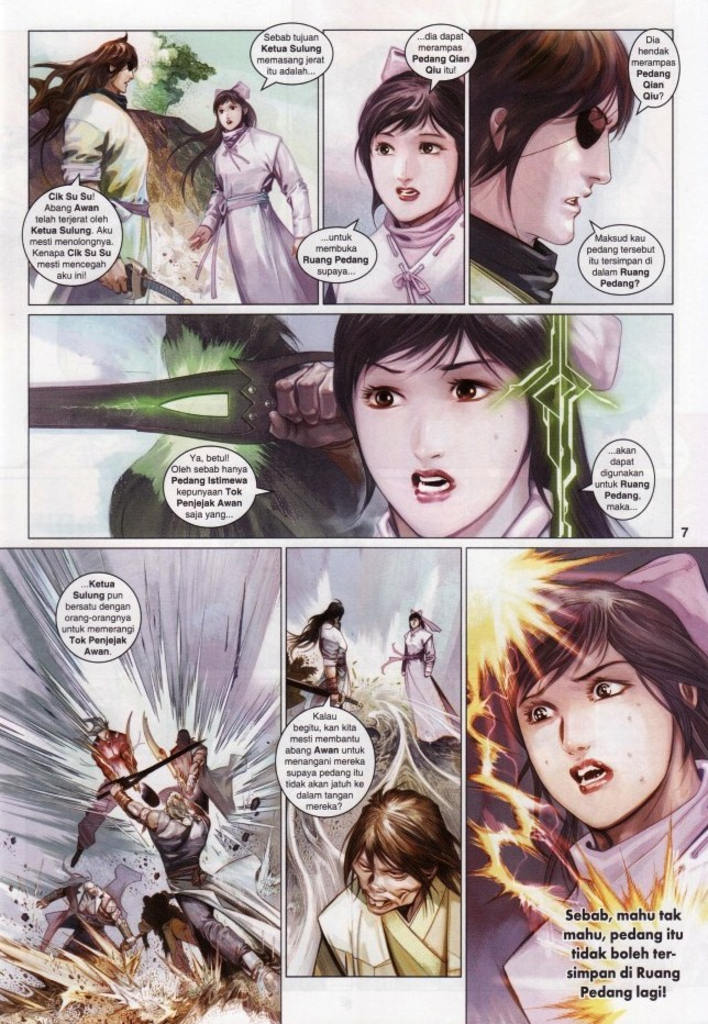 Cik Su Su!
Abang Awan
telah terjerat oleh
Ketua Sulung. Aku
mesti menolongnya.
Kenapa Cik Su Su
mesti mencegah
aku ini!
Sebab tujuan
Ketua Sulung
memasang jerat
itu adalah...
...untuk
membuka
Ruang Pedang
supaya...
...dia dapat
merampas
Pedang Qian
Qiu itu!
Dia
hendak
merampas
Pedang
Qian
Qiu?
Maksud kau
pedang tersebut
itu tersimpan di
dalam Ruang
Pedang?
Ya, betul!
Oleh sebab hanya
Pedang Istimewa
kepunyaan Tok
Penjejak Awan
saja yang...
...akan
dapat
digunakan
untuk Ruang
Pedang,
maka...
7
...Ketua
Sulung pun
bersatu dengan
orang-orangnya
untuk memerangi
Tok Penjejak
Awan.
Kalau
begitu, kan kita
mesti membantu
abang Awan untuk
menangani mereka
supaya pedang itu
tidak akan jatuh ke
dalam tangan
mereka?
Sebab, mahu tak
mahu, pedang itu
tidak boleh ter-
simpan di Ruang
Pedang lagi!